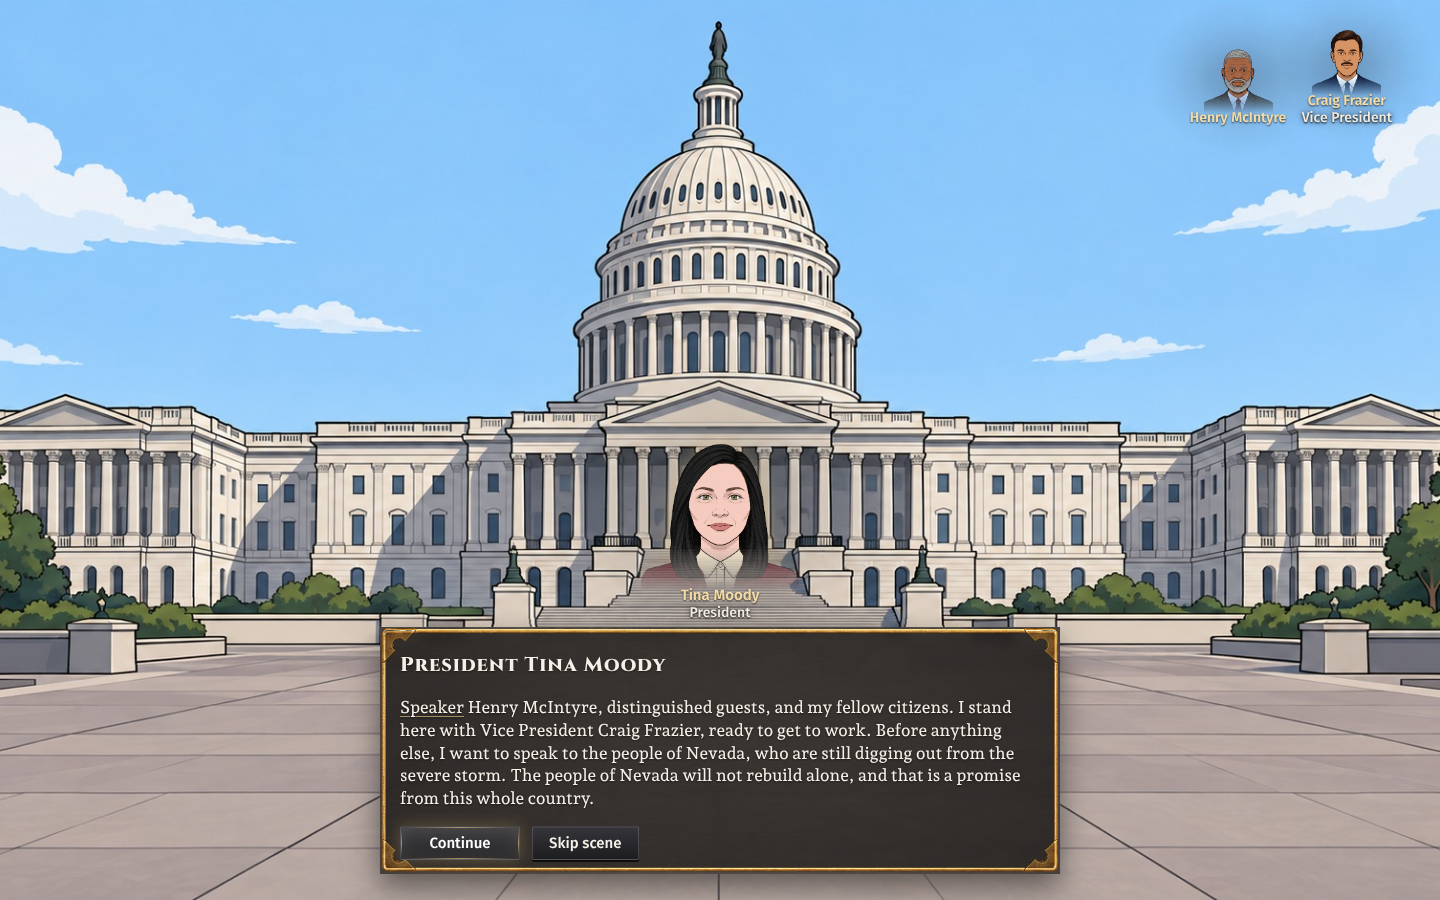 Henry McIntyre
Craig Frazier
Vice President
Tina Moody
President
President Tina Moody
Speaker Henry McIntyre, distinguished guests, and my fellow citizens. I stand
here with Vice President Craig Frazier, ready to get to work. Before anything
else, I want to speak to the people of Nevada, who are still digging out from the
severe storm. The people of Nevada will not rebuild alone, and that is a promise
from this whole country.
Continue
Skip scene